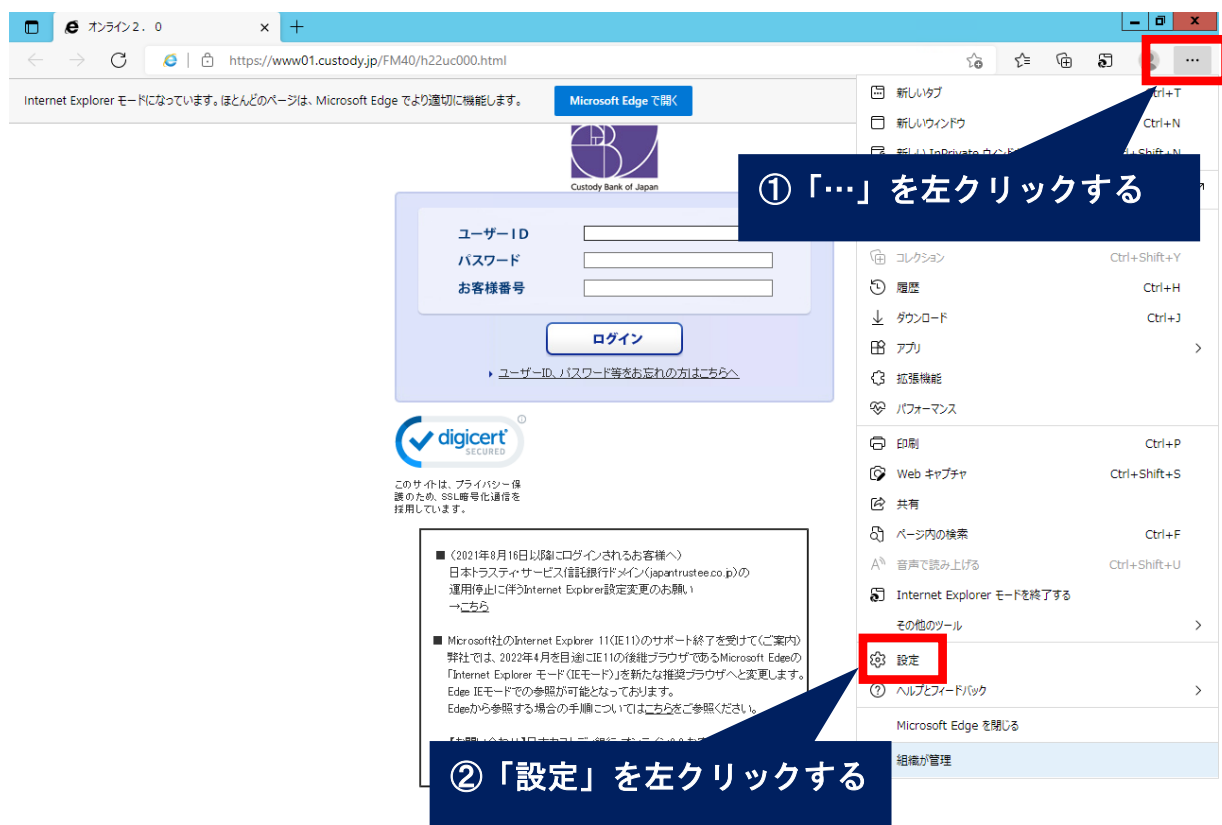 オンライン2．0
https://www01.custody.jp/FM40/h22uc000.html
Internet Explorer モードになっています。ほとんどのページは、Microsoft Edge でより適切に機能します。
Microsoft Edge で開く
Custody Bank of Japan
ユーザーID
パスワード
お客様番号
ログイン
ユーザーID、パスワード等をお忘れの方はこちらへ
digicert
SECURED
このサイトは、プライバシー保
護のため、SSL暗号化通信を
採用しています。
■（2021年8月16日以降にログインされるお客様へ）
日本トラスティ・サービス信託銀行ドメイン(japantrustee.co.jp)の
運用停止に伴うInternet Explorer設定変更のお願い
→こちら
■ Microsoft社のInternet Explorer 11(IE11)のサポート終了を受けて(ご案内)
弊社では、2022年4月を目途にIE11の後継ブラウザであるMicrosoft Edgeの
「Internet Explorer モード（IEモード）」を新たな推奨ブラウザへと変更します。
Edge IEモードでの参照が可能となっております。
Edgeから参照する場合の手順についてはこちらをご参照ください。
新しいタブ
Ctrl+T
新しいウィンドウ Ctrl+N
新しい InPrivate
Ctrl+Shift+N
①「…」を左クリックする
コレクション Ctrl+Shift+Y
履歴 Ctrl+H
ダウンロード Ctrl+J
アプリ
拡張機能
パフォーマンス
印刷 Ctrl+P
Web キャプチャ Ctrl+Shift+S
共有
ページ内の検索 Ctrl+F
音声で読み上げる Ctrl+Shift+U
Internet Explorer モードを終了する
その他のツール
設定
ヘルプとフィードバック
Microsoft Edge を閉じる
組織が管理
②「設定」を左クリックする